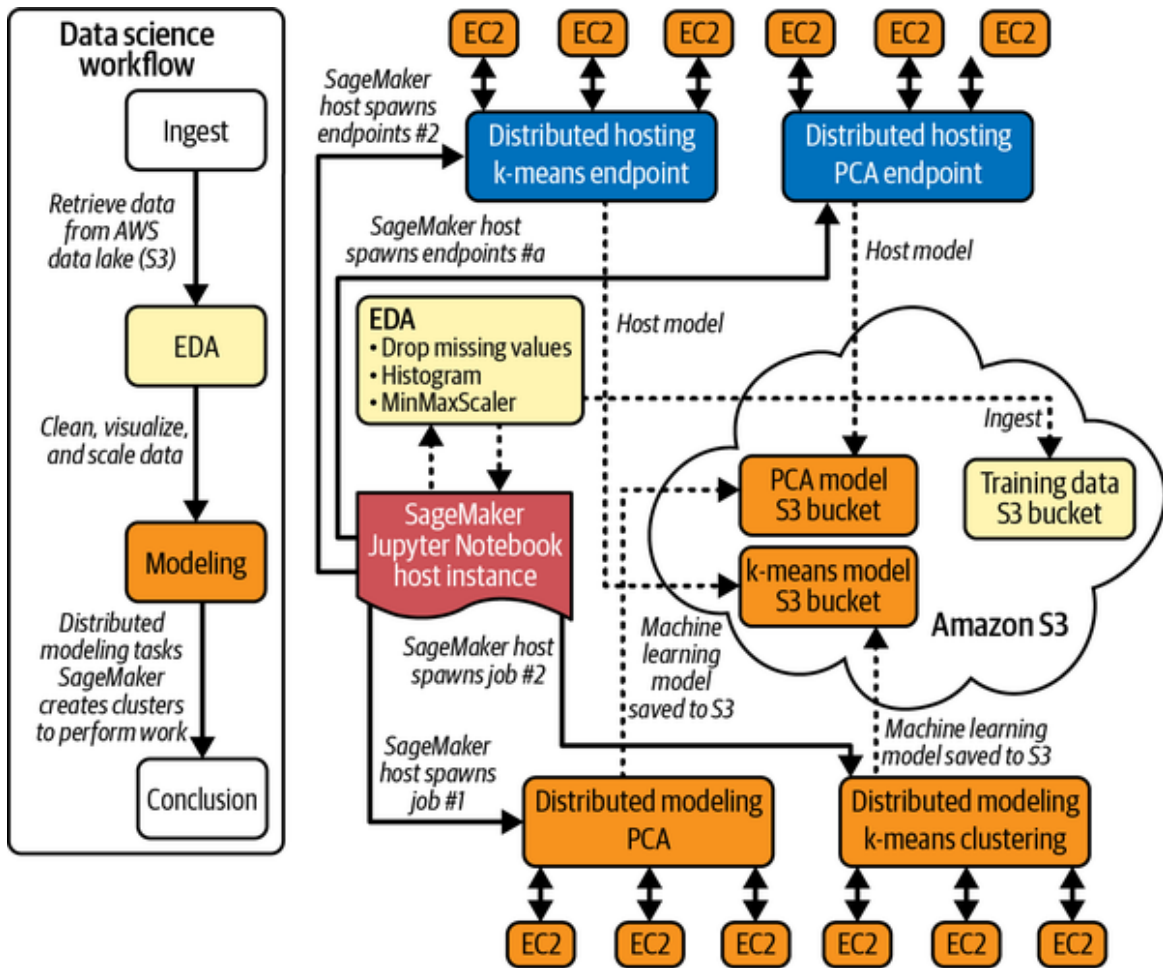 Data science
workflow
Ingest
Retrieve data
from AWS
data lake (S3)
EDA
Clean, visualize,
and scale data
Modeling
Distributed
modeling tasks
SageMaker
creates clusters
to perform work
Conclusion
EC2
EC2
EC2
EC2
EC2
EC2
SageMaker
host spawns
endpoints #2
Distributed hosting
k-means endpoint
Distributed hosting
PCA endpoint
SageMaker host
spawns endpoints #a
Host model
Host model
EDA
• Drop missing values
• Histogram
• MinMaxScaler
Ingest
PCA model
S3 bucket
Training data
S3 bucket
SageMaker
Jupyter Notebook
host instance
k-means model
S3 bucket
Amazon S3
SageMaker host
spawns job #2
Machine
learning
model
saved to S3
Machine learning
model saved to S3
SageMaker
host spawns
job #1
Distributed modeling
PCA
Distributed modeling
k-means clustering
EC2
EC2
EC2
EC2
EC2
EC2